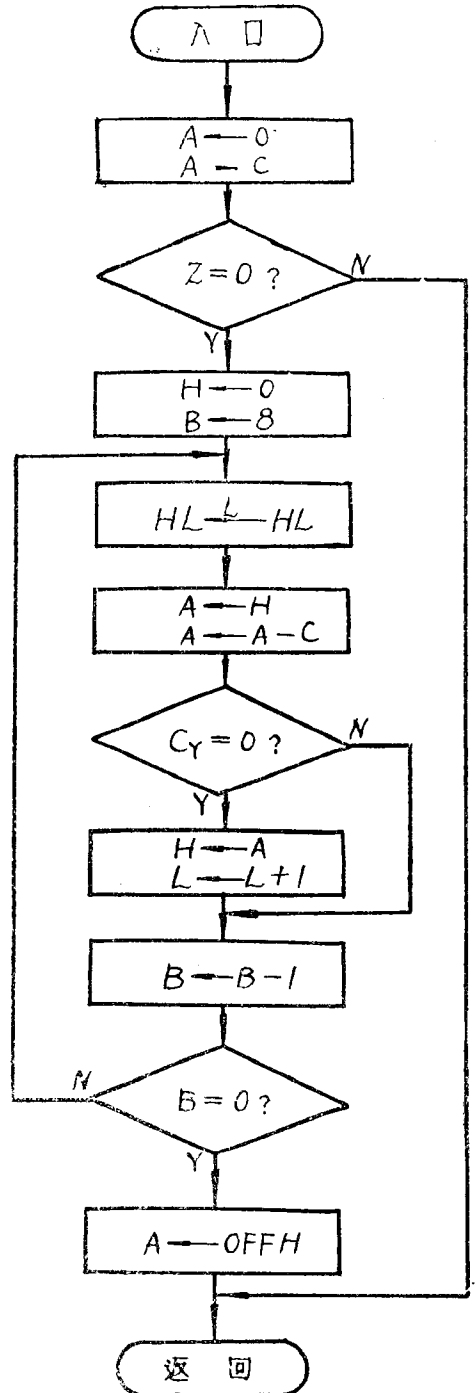 入 口
A ← 0
A - C
Z = 0 ?
N
Y
H ← 0
B ← 8
L
HL ← HL
A ← H
A ← A - C
CY = 0 ?
N
Y
H ← A
L ← L + 1
B ← B - 1
B = 0 ?
N
Y
A ← 0FFH
返 回